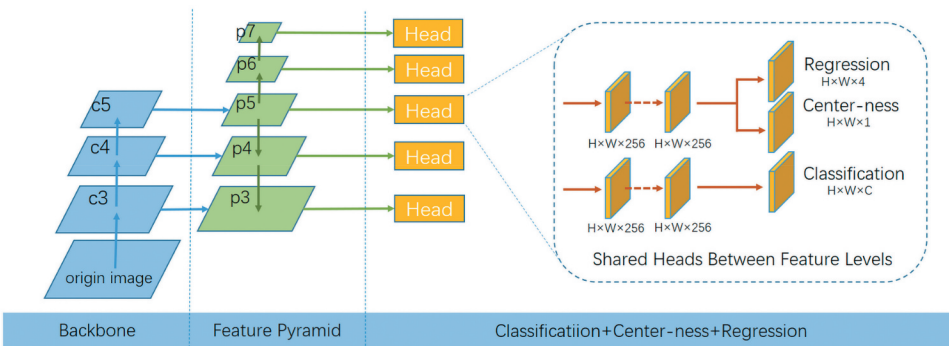 p7
Head
p6
Head
c5
p5
Head
c4
p4
Head
c3
p3
Head
origin image
Regression
H×W×4
Center-ness
H×W×1
H×W×256
H×W×256
Classification
H×W×C
H×W×256
H×W×256
Shared Heads Between Feature Levels
Backbone
Feature Pyramid
Classificatiion+Center-ness+Regression